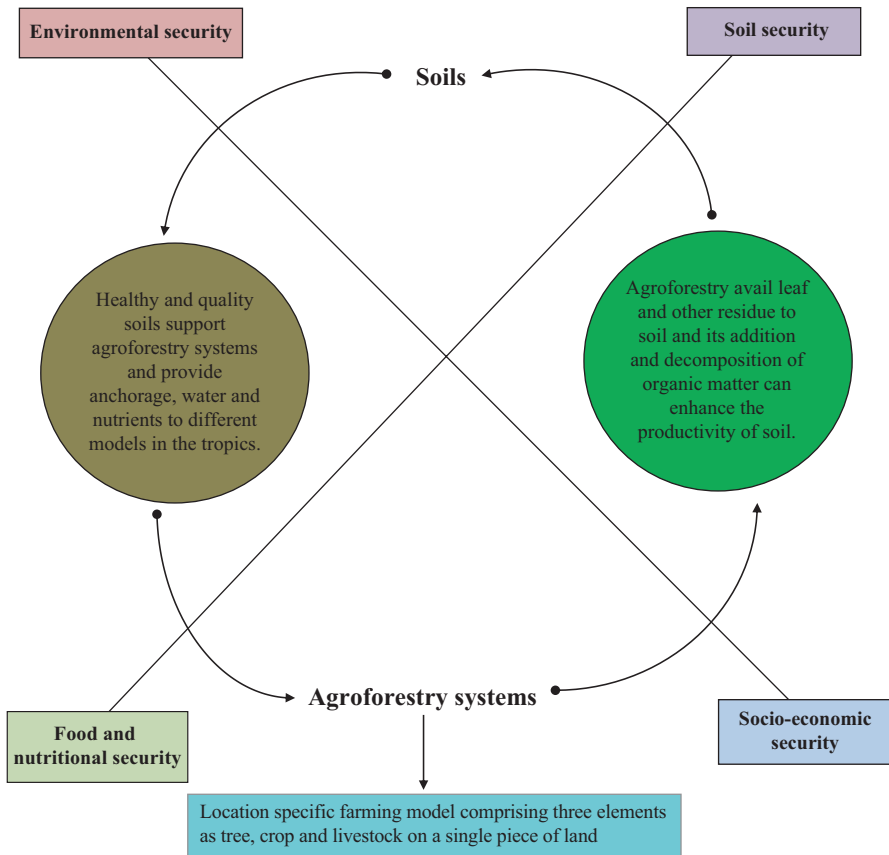 Environmental security
Soil security
Soils
Healthy and quality
soils support
agroforestry systems
and provide
anchorage, water and
nutrients to different
models in the tropics.
Agroforestry avail leaf
and other residue to
soil and its addition
and decomposition of
organic matter can
enhance the
productivity of soil.
Agroforestry systems
Food and
nutritional security
Socio-economic
security
Location specific farming model comprising three elements
as tree, crop and livestock on a single piece of land